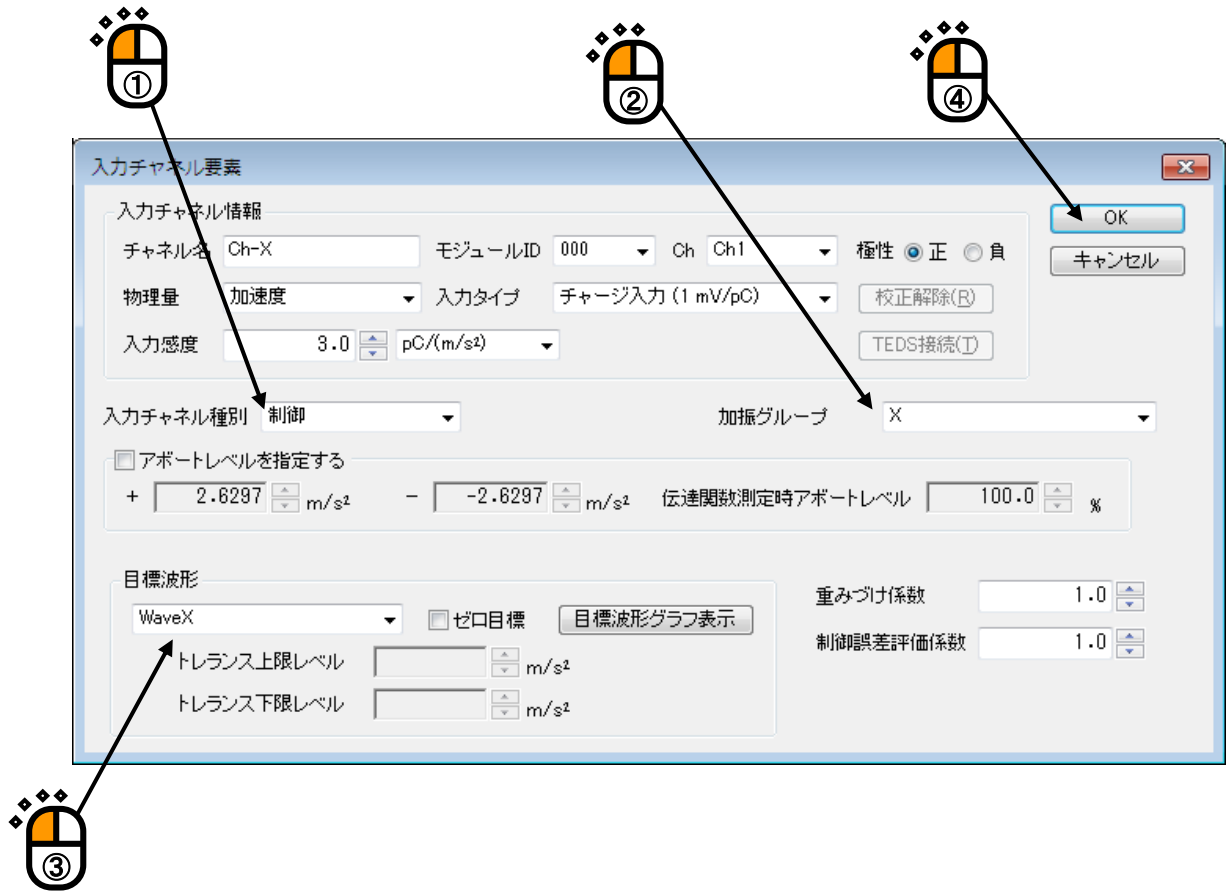 ① ② ④
入力チャネル要素
入力チャネル情報
OK
チャネル名 Ch-X モジュールID 000 Ch Ch1 極性 正 負
キャンセル
物理量 加速度 入力タイプ チャージ入力 (1 mV/pC) 校正解除(R)
入力感度 3.0 pC/(m/s²) TEDS接続(T)
入力チャネル種別 制御 加振グループ X
アボートレベルを指定する
+ 2.6297 m/s² - -2.6297 m/s² 伝達関数測定時アボートレベル 100.0 %
目標波形
重みづけ係数 1.0
WaveX ゼロ目標 目標波形グラフ表示
制御誤差評価係数 1.0
トレランス上限レベル m/s²
トレランス下限レベル m/s²
③